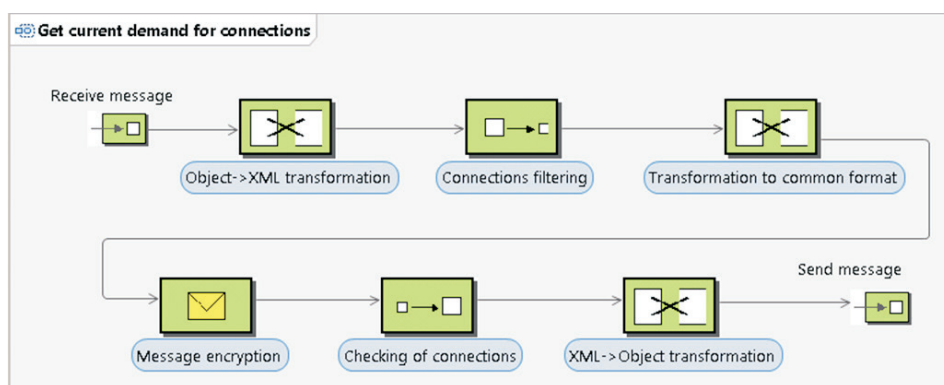 Get current demand for connections
Receive message
Object->XML transformation
Connections filtering
Transformation to common format
Send message
Message encryption
Checking of connections
XML->Object transformation